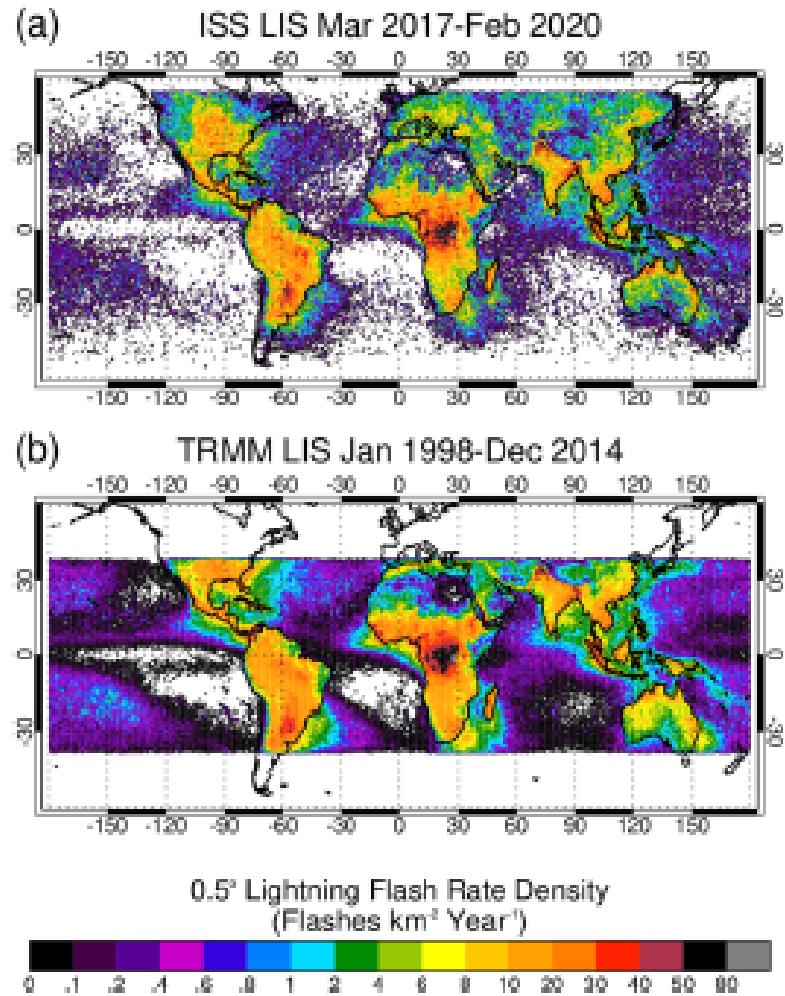 (a) ISS LIS Mar 2017-Feb 2020
-150 -120 -90 -60 -30 0 30 60 90 120 150
30 30
0 0
-30 -30
-150 -120 -90 -60 -30 0 30 60 90 120 150
(b) TRMM LIS Jan 1998-Dec 2014
-150 -120 -90 -60 -30 0 30 60 90 120 150
30 30
0 0
-30 -30
-150 -120 -90 -60 -30 0 30 60 90 120 150
0.5° Lightning Flash Rate Density
(Flashes km⁻² Year⁻¹)
0 .1 .2 .4 .6 .8 1 2 4 6 8 10 20 30 40 50 60